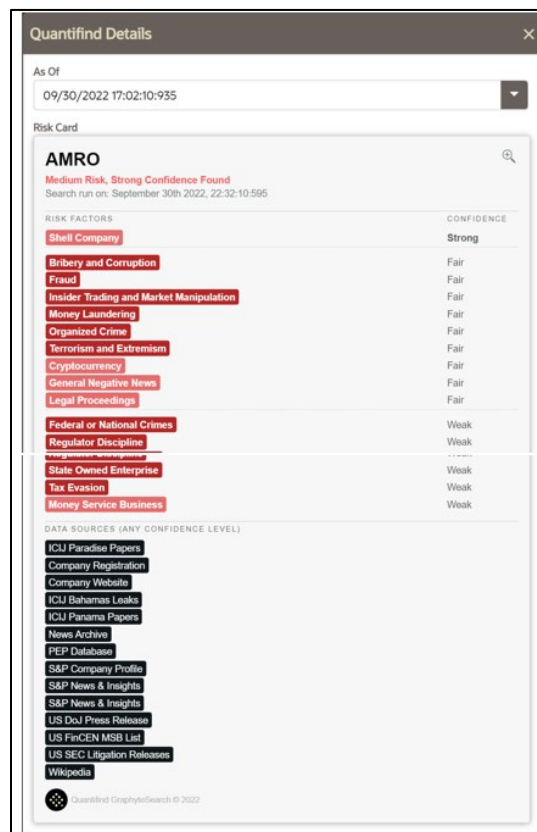 Quantifind Details ×
As Of
09/30/2022 17:02:10:935
Risk Card
AMRO
Medium Risk, Strong Confidence Found
Search run on: September 30th 2022, 22:32:10:595
RISK FACTORS CONFIDENCE
Shell Company Strong
Bribery and Corruption Fair
Fraud Fair
Insider Trading and Market Manipulation Fair
Money Laundering Fair
Organized Crime Fair
Terrorism and Extremism Fair
Cryptocurrency Fair
General Negative News Fair
Legal Proceedings Fair
Federal or National Crimes Weak
Regulator Discipline Weak
State Owned Enterprise Weak
Tax Evasion Weak
Money Service Business Weak
DATA SOURCES (ANY CONFIDENCE LEVEL)
ICIJ Paradise Papers
Company Registration
Company Website
ICIJ Bahamas Leaks
ICIJ Panama Papers
News Archive
PEP Database
S&P Company Profile
S&P News & Insights
S&P News & Insights
US DoJ Press Release
US FinCEN MSB List
US SEC Litigation Releases
Wikipedia
Quantifind GraphyteSearch © 2022